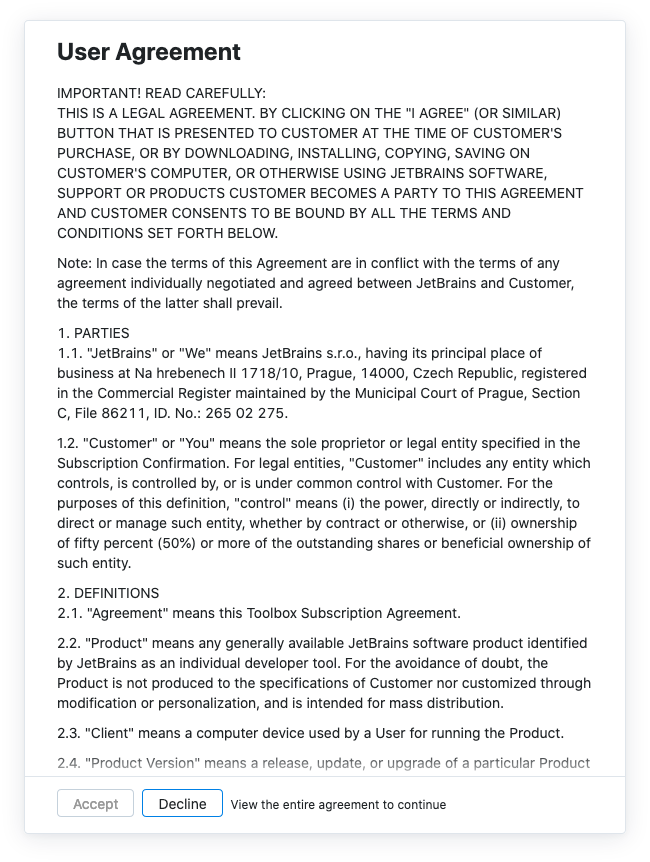 User Agreement
IMPORTANT! READ CAREFULLY:
THIS IS A LEGAL AGREEMENT. BY CLICKING ON THE "I AGREE" (OR SIMILAR)
BUTTON THAT IS PRESENTED TO CUSTOMER AT THE TIME OF CUSTOMER'S
PURCHASE, OR BY DOWNLOADING, INSTALLING, COPYING, SAVING ON
CUSTOMER'S COMPUTER, OR OTHERWISE USING JETBRAINS SOFTWARE,
SUPPORT OR PRODUCTS CUSTOMER BECOMES A PARTY TO THIS AGREEMENT
AND CUSTOMER CONSENTS TO BE BOUND BY ALL THE TERMS AND
CONDITIONS SET FORTH BELOW.
Note: In case the terms of this Agreement are in conflict with the terms of any
agreement individually negotiated and agreed between JetBrains and Customer,
the terms of the latter shall prevail.
1. PARTIES
1.1. "JetBrains" or "We" means JetBrains s.r.o., having its principal place of
business at Na hrebenech II 1718/10, Prague, 14000, Czech Republic, registered
in the Commercial Register maintained by the Municipal Court of Prague, Section
C, File 86211, ID. No.: 265 02 275.
1.2. "Customer" or "You" means the sole proprietor or legal entity specified in the
Subscription Confirmation. For legal entities, "Customer" includes any entity which
controls, is controlled by, or is under common control with Customer. For the
purposes of this definition, "control" means (i) the power, directly or indirectly, to
direct or manage such entity, whether by contract or otherwise, or (ii) ownership
of fifty percent (50%) or more of the outstanding shares or beneficial ownership of
such entity.
2. DEFINITIONS
2.1. "Agreement" means this Toolbox Subscription Agreement.
2.2. "Product" means any generally available JetBrains software product identified
by JetBrains as an individual developer tool. For the avoidance of doubt, the
Product is not produced to the specifications of Customer nor customized through
modification or personalization, and is intended for mass distribution.
2.3. "Client" means a computer device used by a User for running the Product.
2.4. "Product Version" means a release, update, or upgrade of a particular Product
Accept
Decline
View the entire agreement to continue